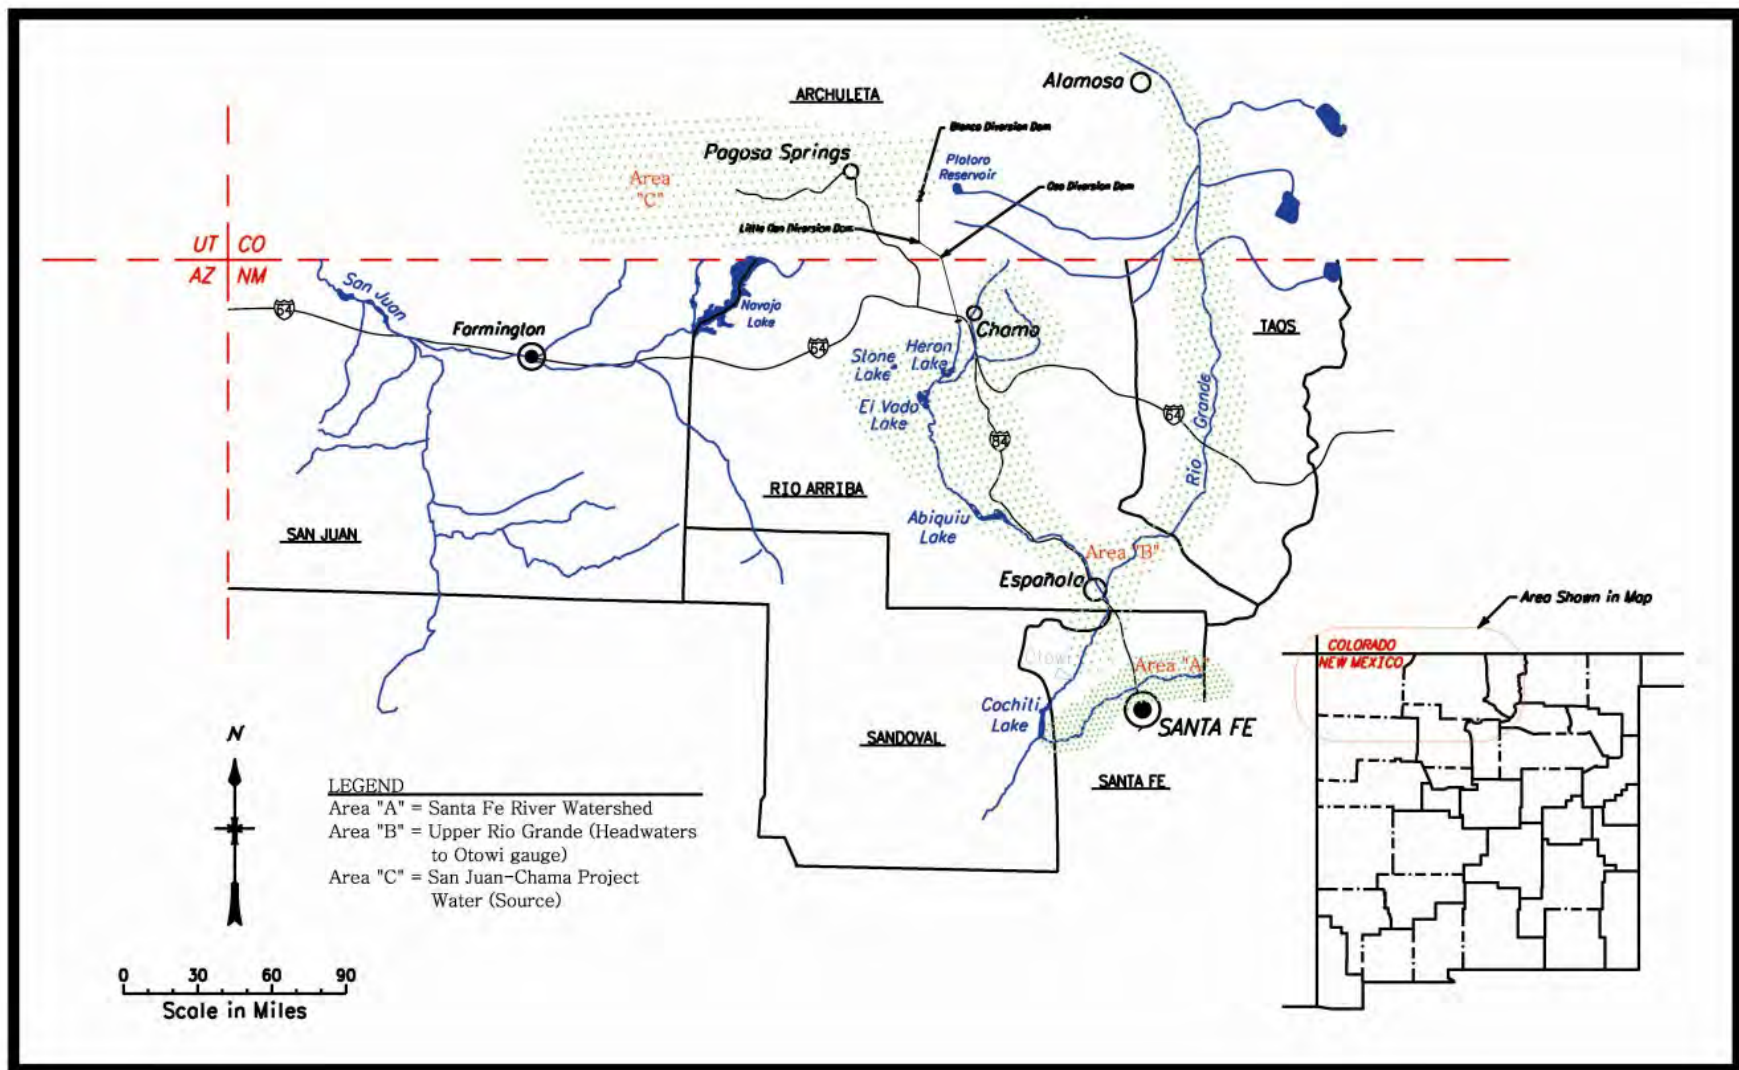 Alamosa
ARCHULETA
Blanco Diversion Dam
Pagosa Springs
Platoro
Reservoir
Area
"C"
Oso Diversion Dam
Little Oso Diversion Dam
UT CO
AZ NM
San Juan
64
Farmington
Navajo
Lake
64
Chama
TAOS
Stone
Lake
Heron
Lake
El Vado
Lake
64
84
Rio Grande
RIO ARRIBA
SAN JUAN
Abiquiu
Lake
Area "B"
Española
Area Shown in Map
Otowi
Area "A"
COLORADO
NEW MEXICO
Cochiti
Lake
SANTA FE
SANDOVAL
SANTA FE
N
LEGEND
Area "A" = Santa Fe River Watershed
Area "B" = Upper Rio Grande (Headwaters
to Otowi gauge)
Area "C" = San Juan-Chama Project
Water (Source)
0 30 60 90
Scale in Miles